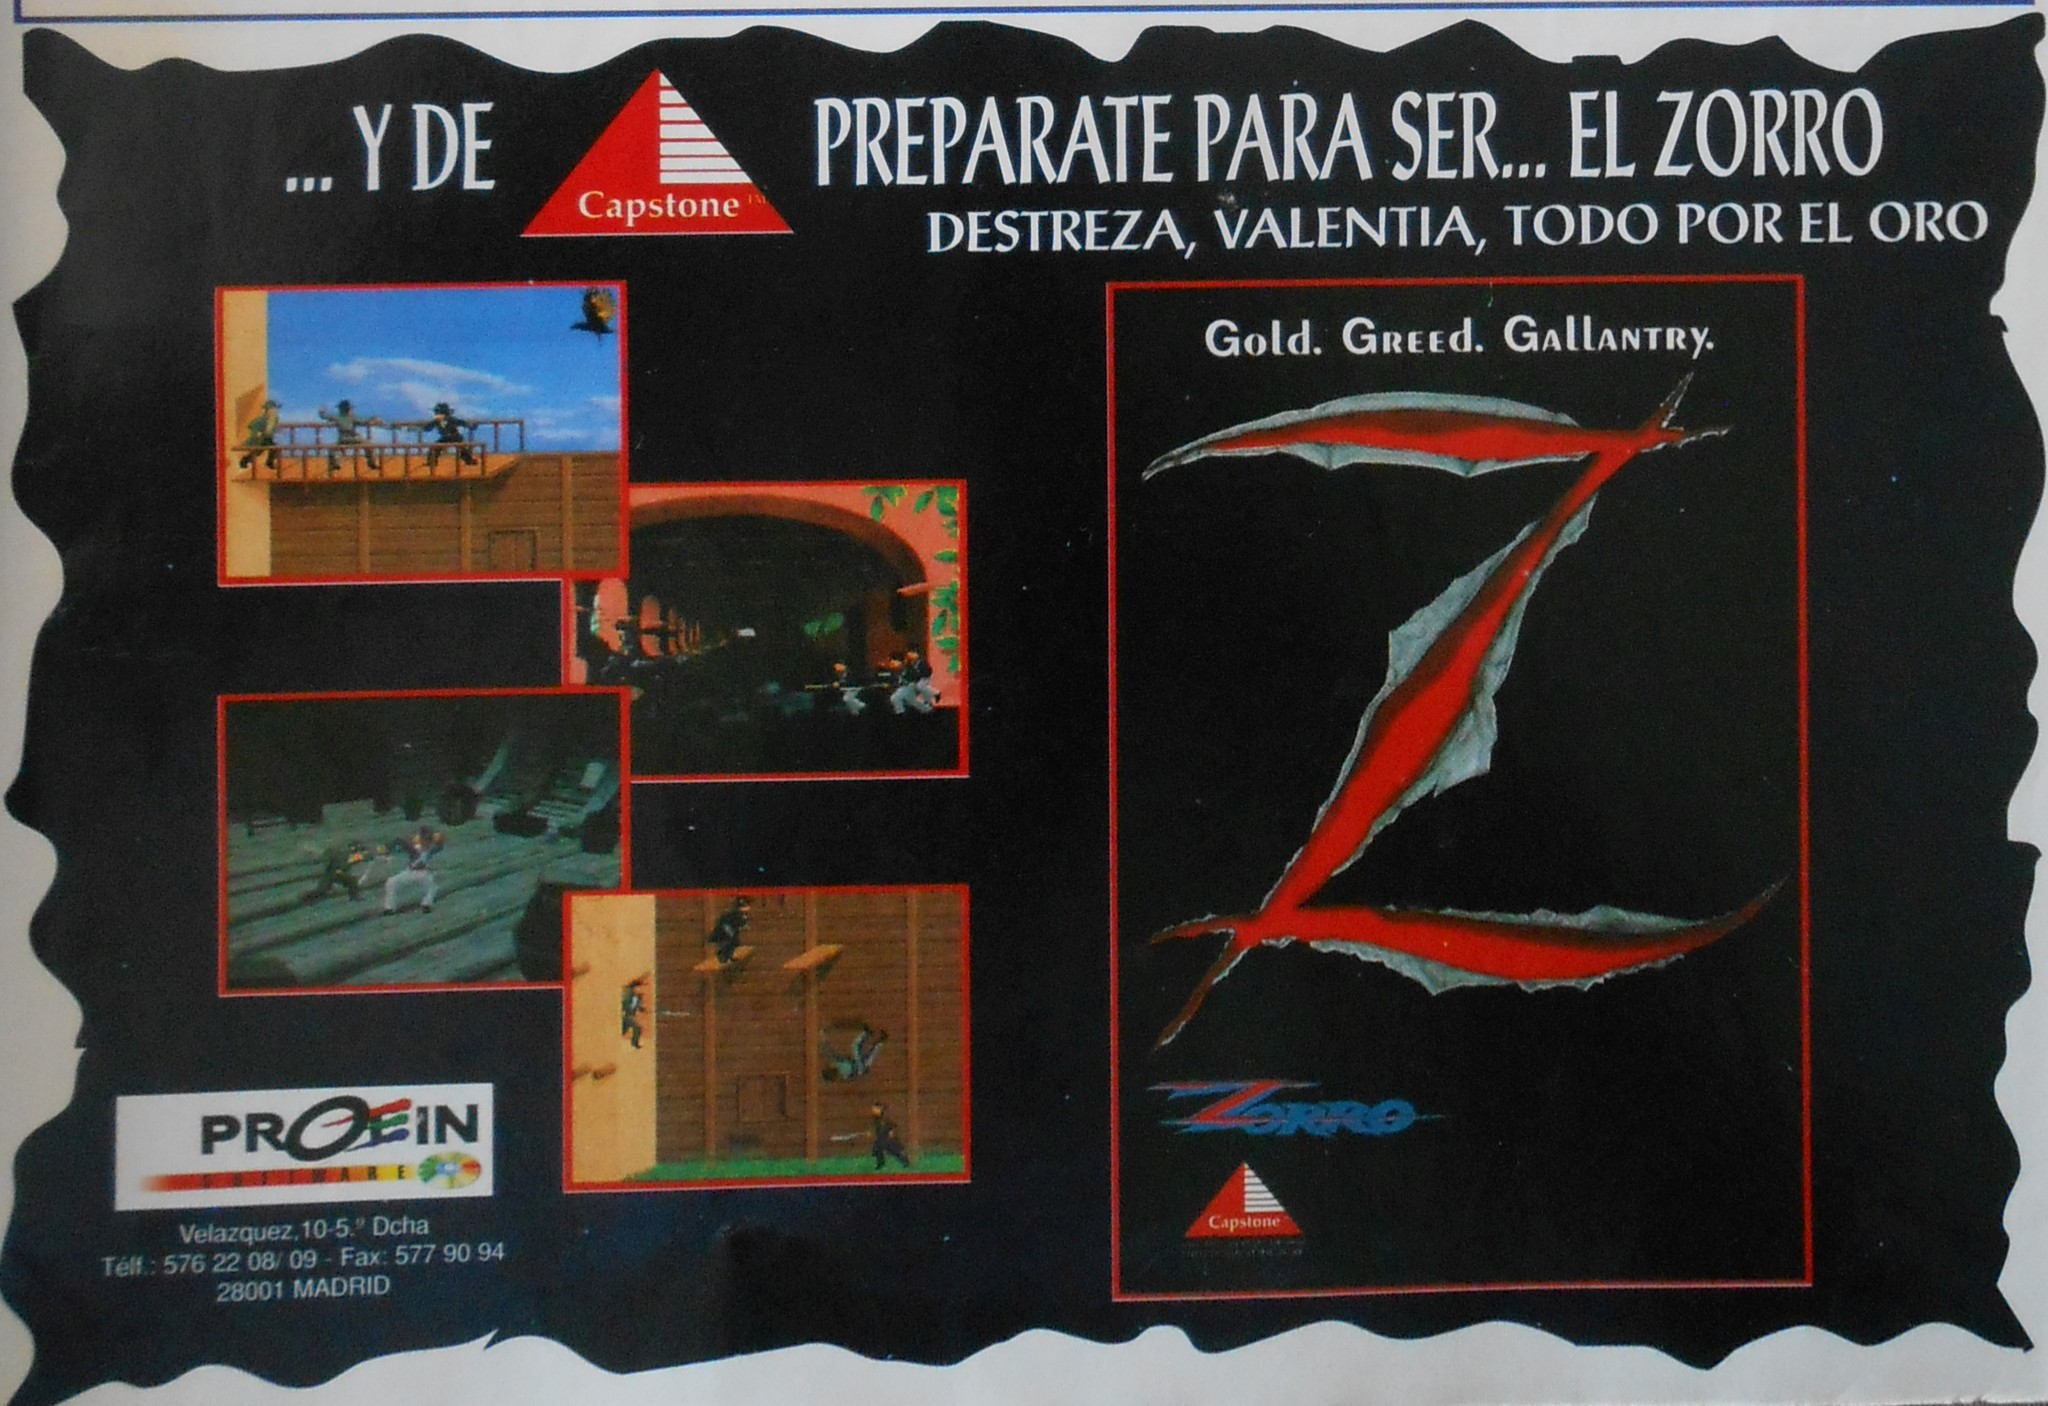 ... Y DE
Capstone
PREPARATE PARA SER... EL ZORRO
DESTREZA, VALENTIA, TODO POR EL ORO
Gold. Greed. Gallantry.
Z
ZORRO
Capstone
PROEIN
SOFTWARE
Velazquez,10-5.º Dcha
Télf.: 576 22 08/ 09 - Fax: 577 90 94
28001 MADRID